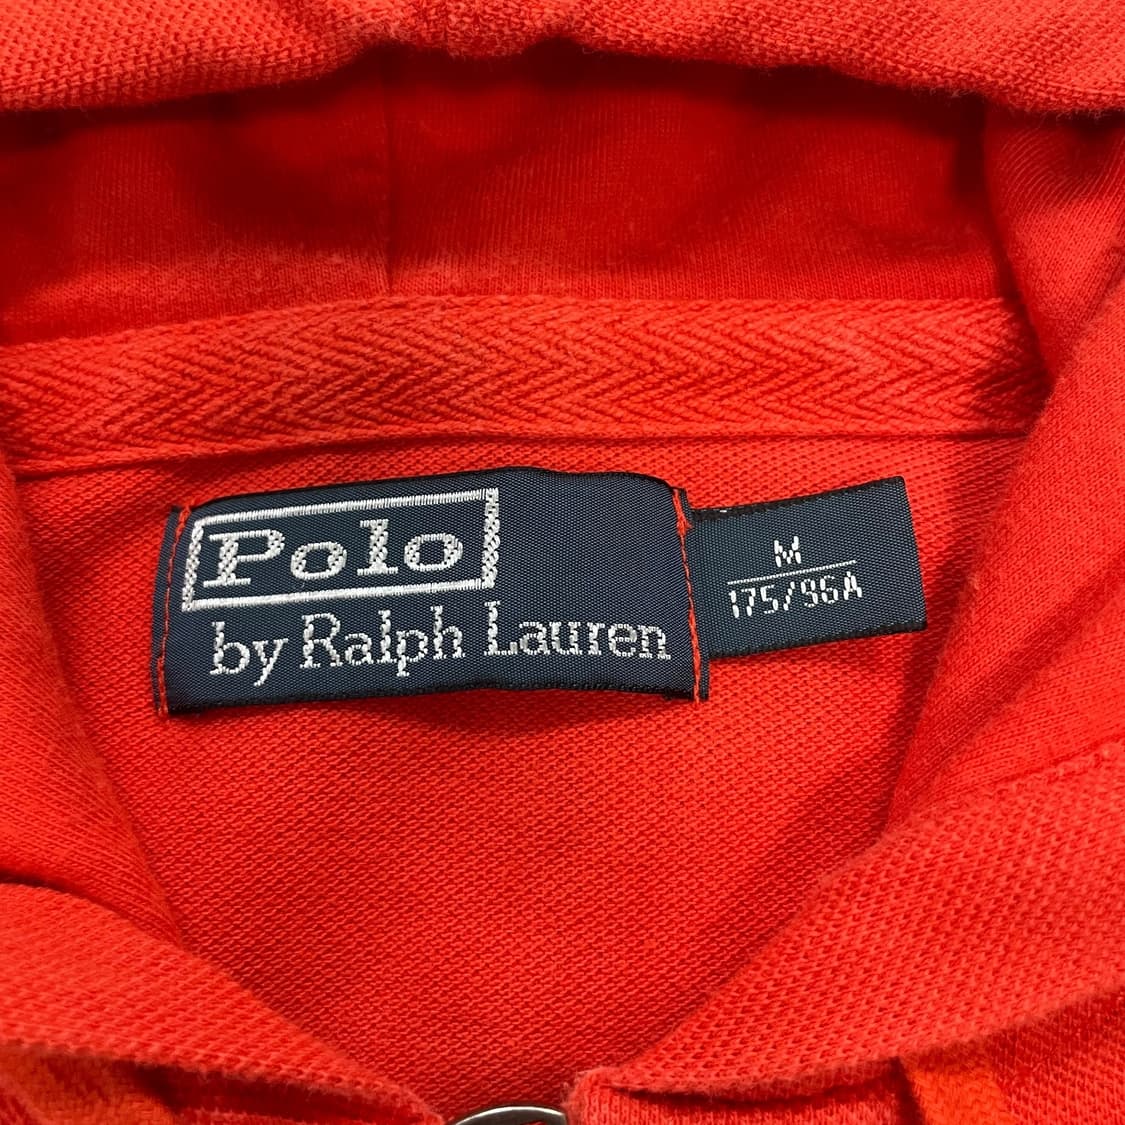 Polo
by Ralph Lauren
M
175/96A